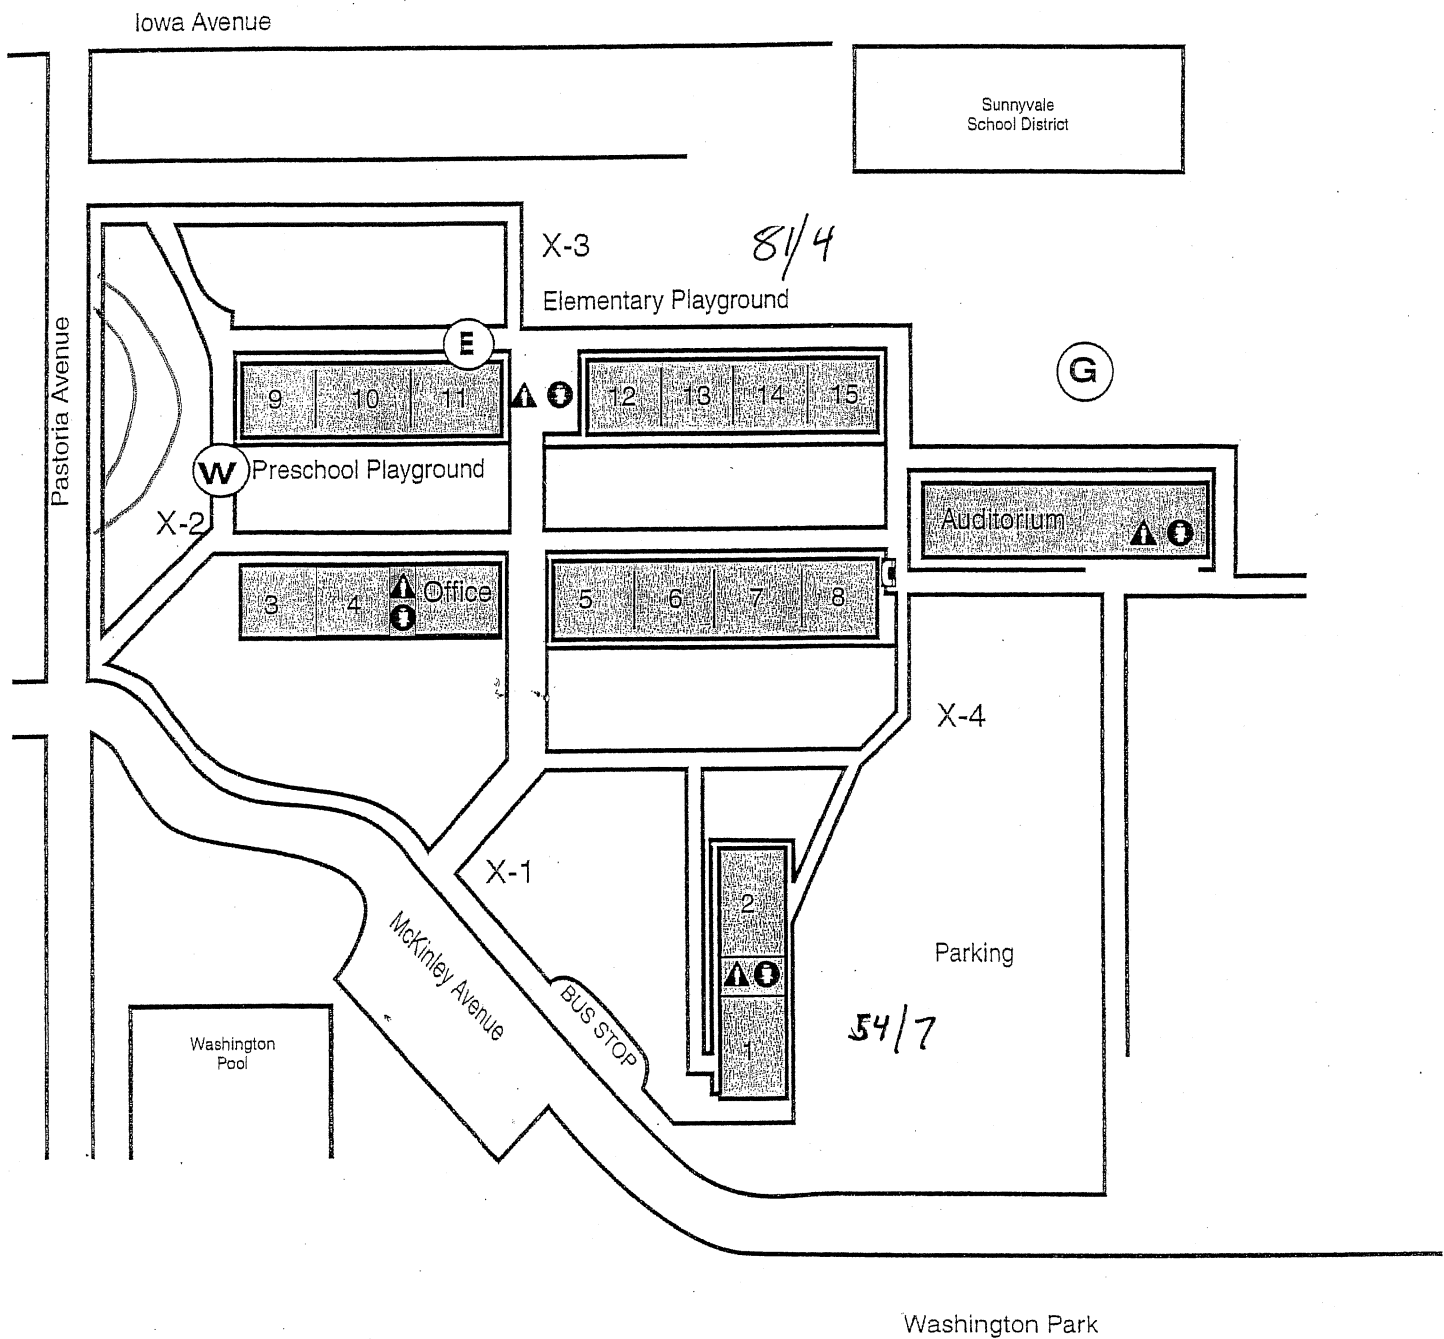 Iowa Avenue
Sunnyvale
School District
X-3
81/4
Elementary Playground
E
G
Pastoria Avenue
9
10
11
12
13
14
15
W
Preschool Playground
X-2
Auditorium
3
4
Office
5
6
7
8
X-4
X-1
2
McKinley Avenue
Parking
BUS STOP
54/7
Washington
Pool
1
Washington Park